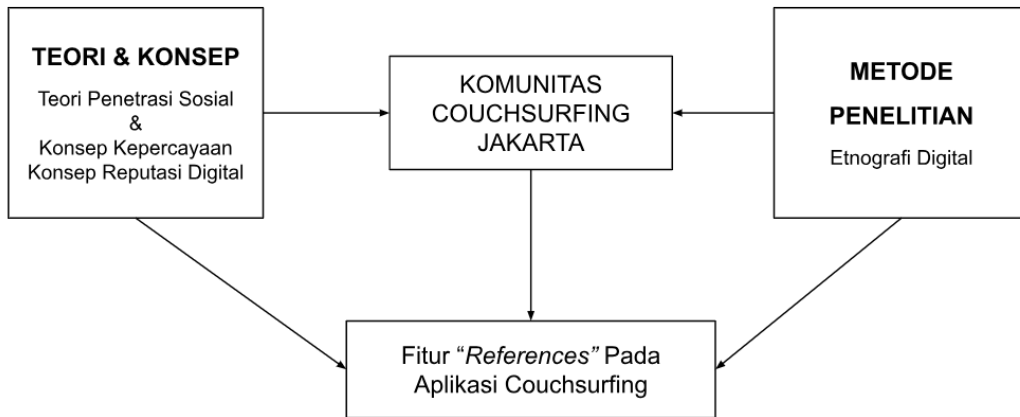 TEORI & KONSEP
Teori Penetrasi Sosial
&
Konsep Kepercayaan
Konsep Reputasi Digital
KOMUNITAS
COUCHSURFING
JAKARTA
METODE
PENELITIAN
Etnografi Digital
Fitur “References” Pada
Aplikasi Couchsurfing